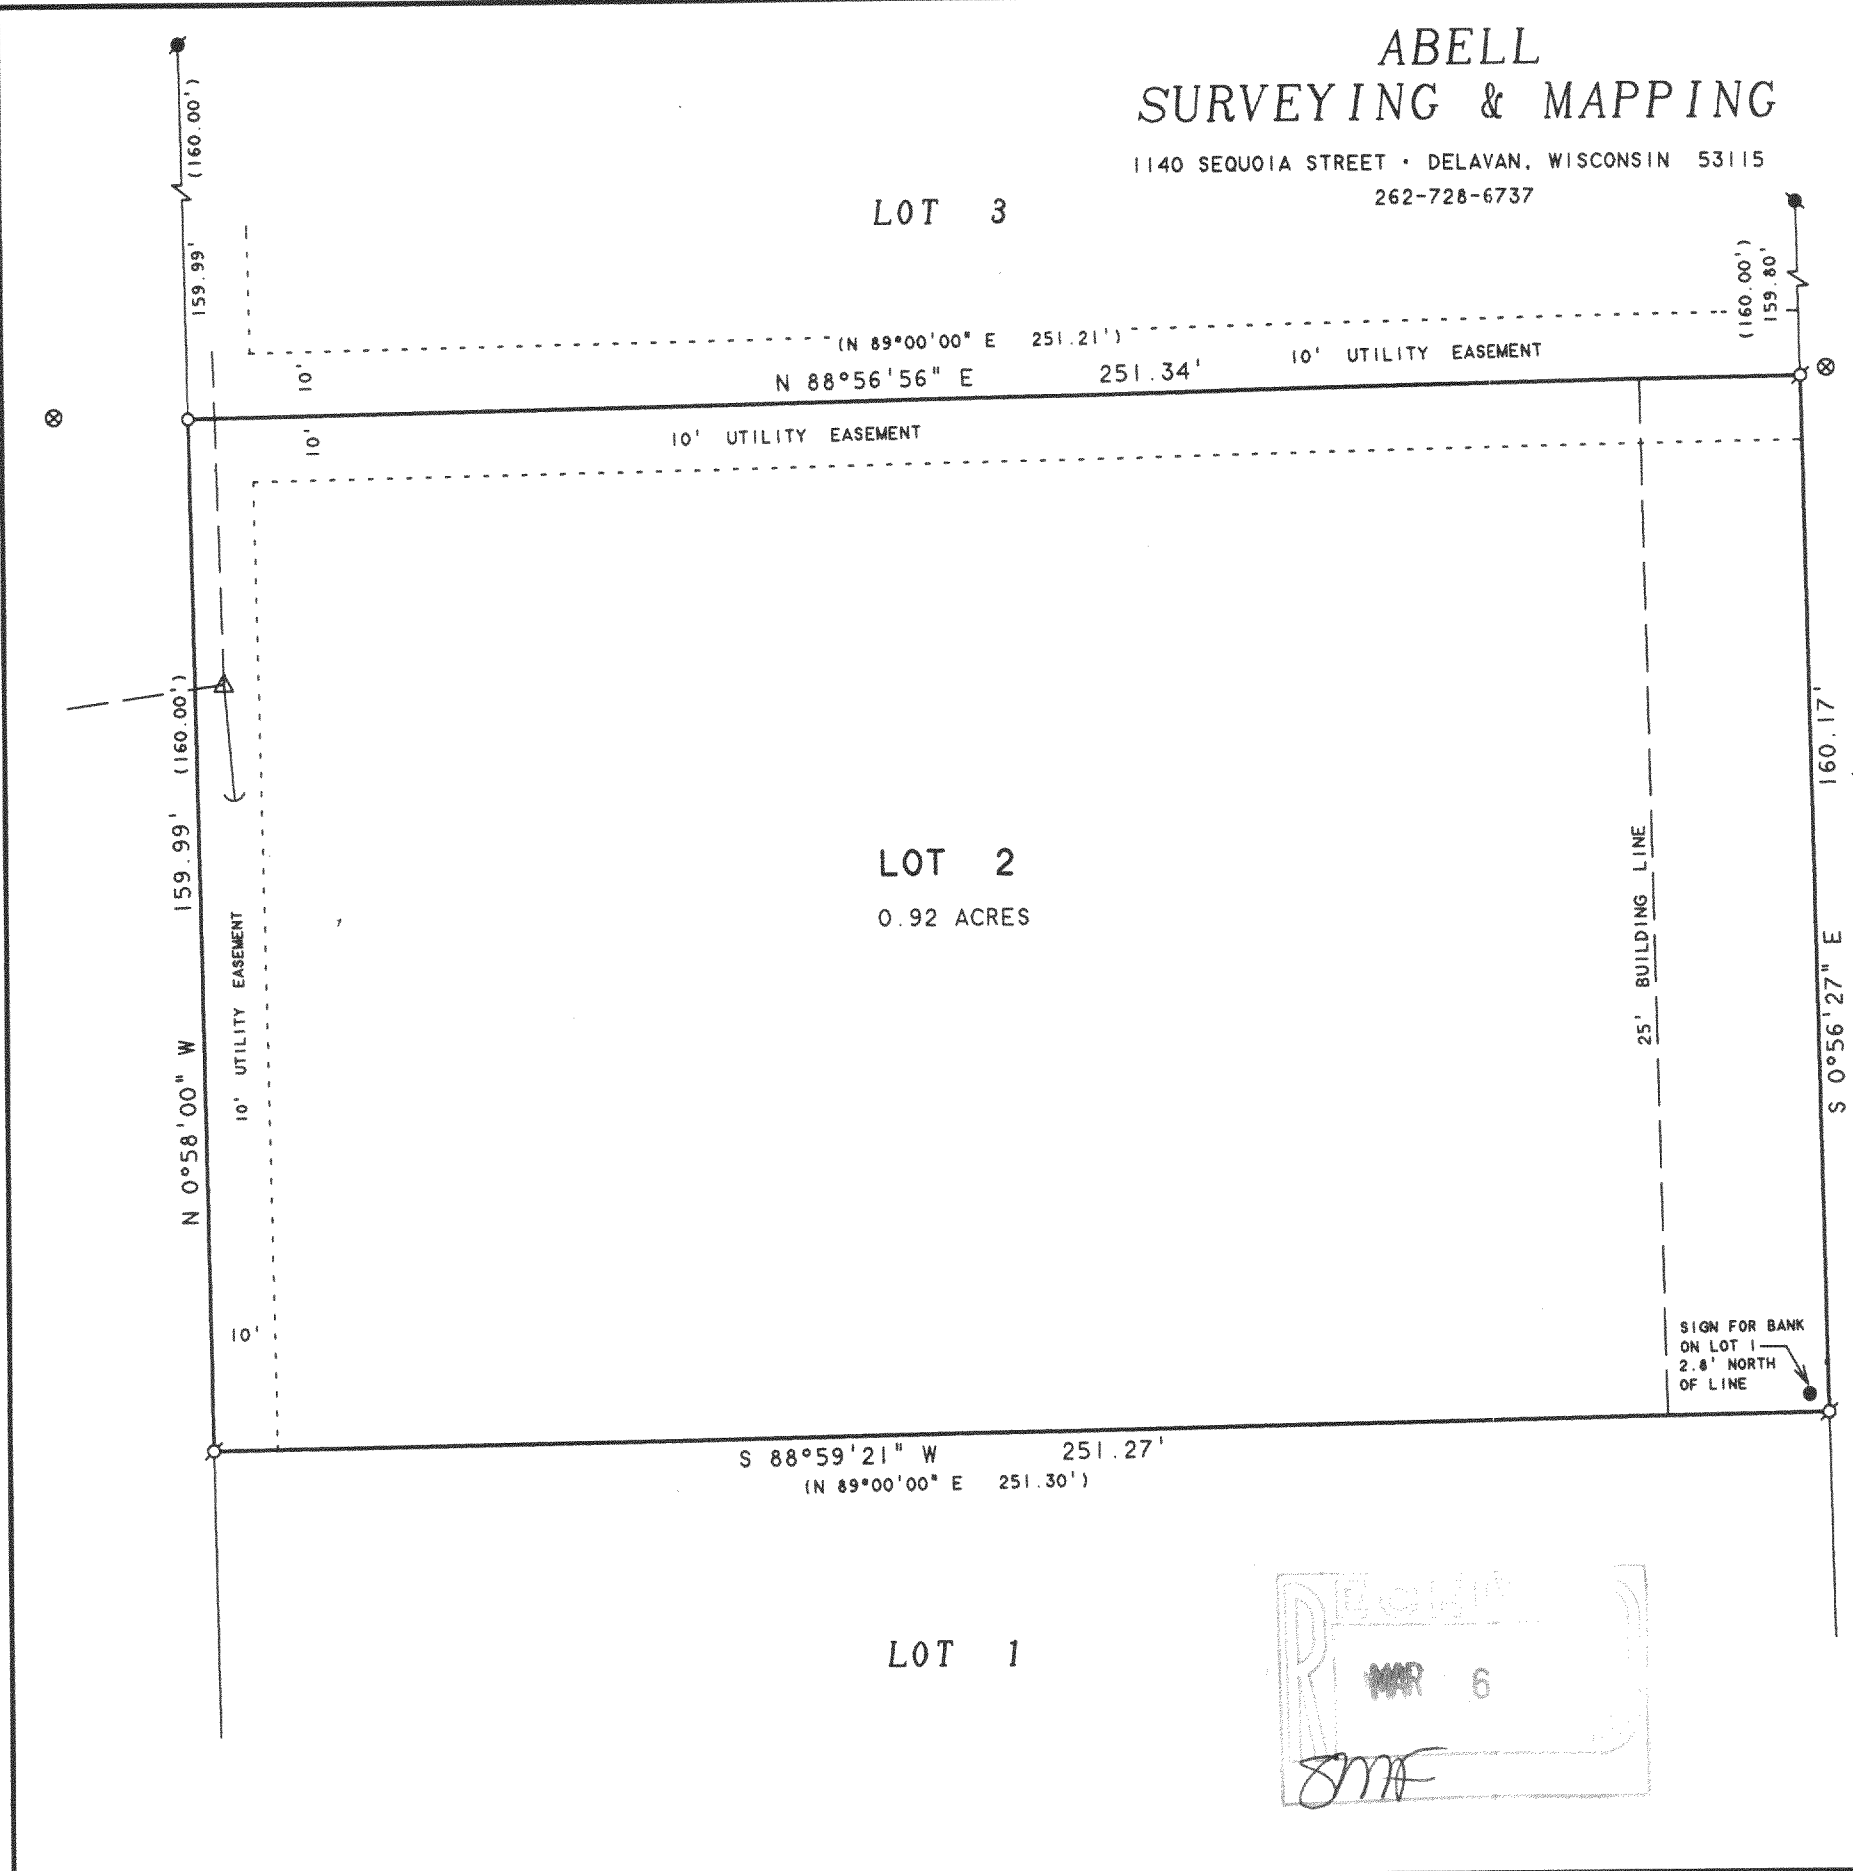 ABELL
SURVEYING & MAPPING
1140 SEQUOIA STREET • DELAVAN, WISCONSIN 53115
262-728-6737
(160.00')
159.99'
LOT 3
(160.00')
159.80'
(N 89°00'00" E 251.21')
10' UTILITY EASEMENT
N 88°56'56" E 251.34'
10'
10'
10' UTILITY EASEMENT
N 0°58'00" W 159.99' (160.00')
10' UTILITY EASEMENT
10'
LOT 2
0.92 ACRES
25' BUILDING LINE
S 0°56'27" E 160.17'
SIGN FOR BANK
ON LOT 1
2.8' NORTH
OF LINE
S 88°59'21" W 251.27'
(N 89°00'00" E 251.30')
LOT 1
MAR 6